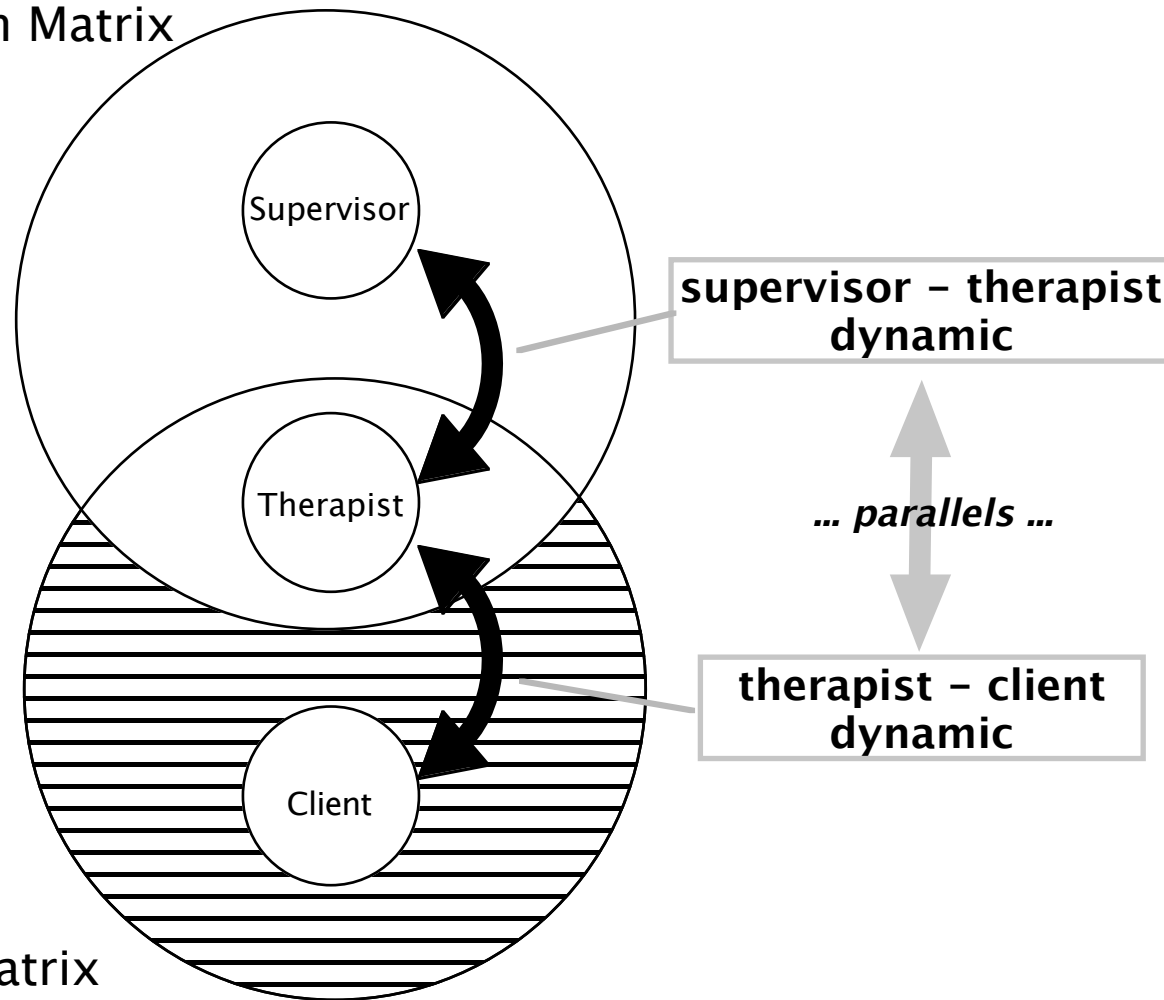 n Matrix
Supervisor
supervisor – therapist
dynamic
Therapist
... parallels ...
therapist – client
dynamic
Client
atrix